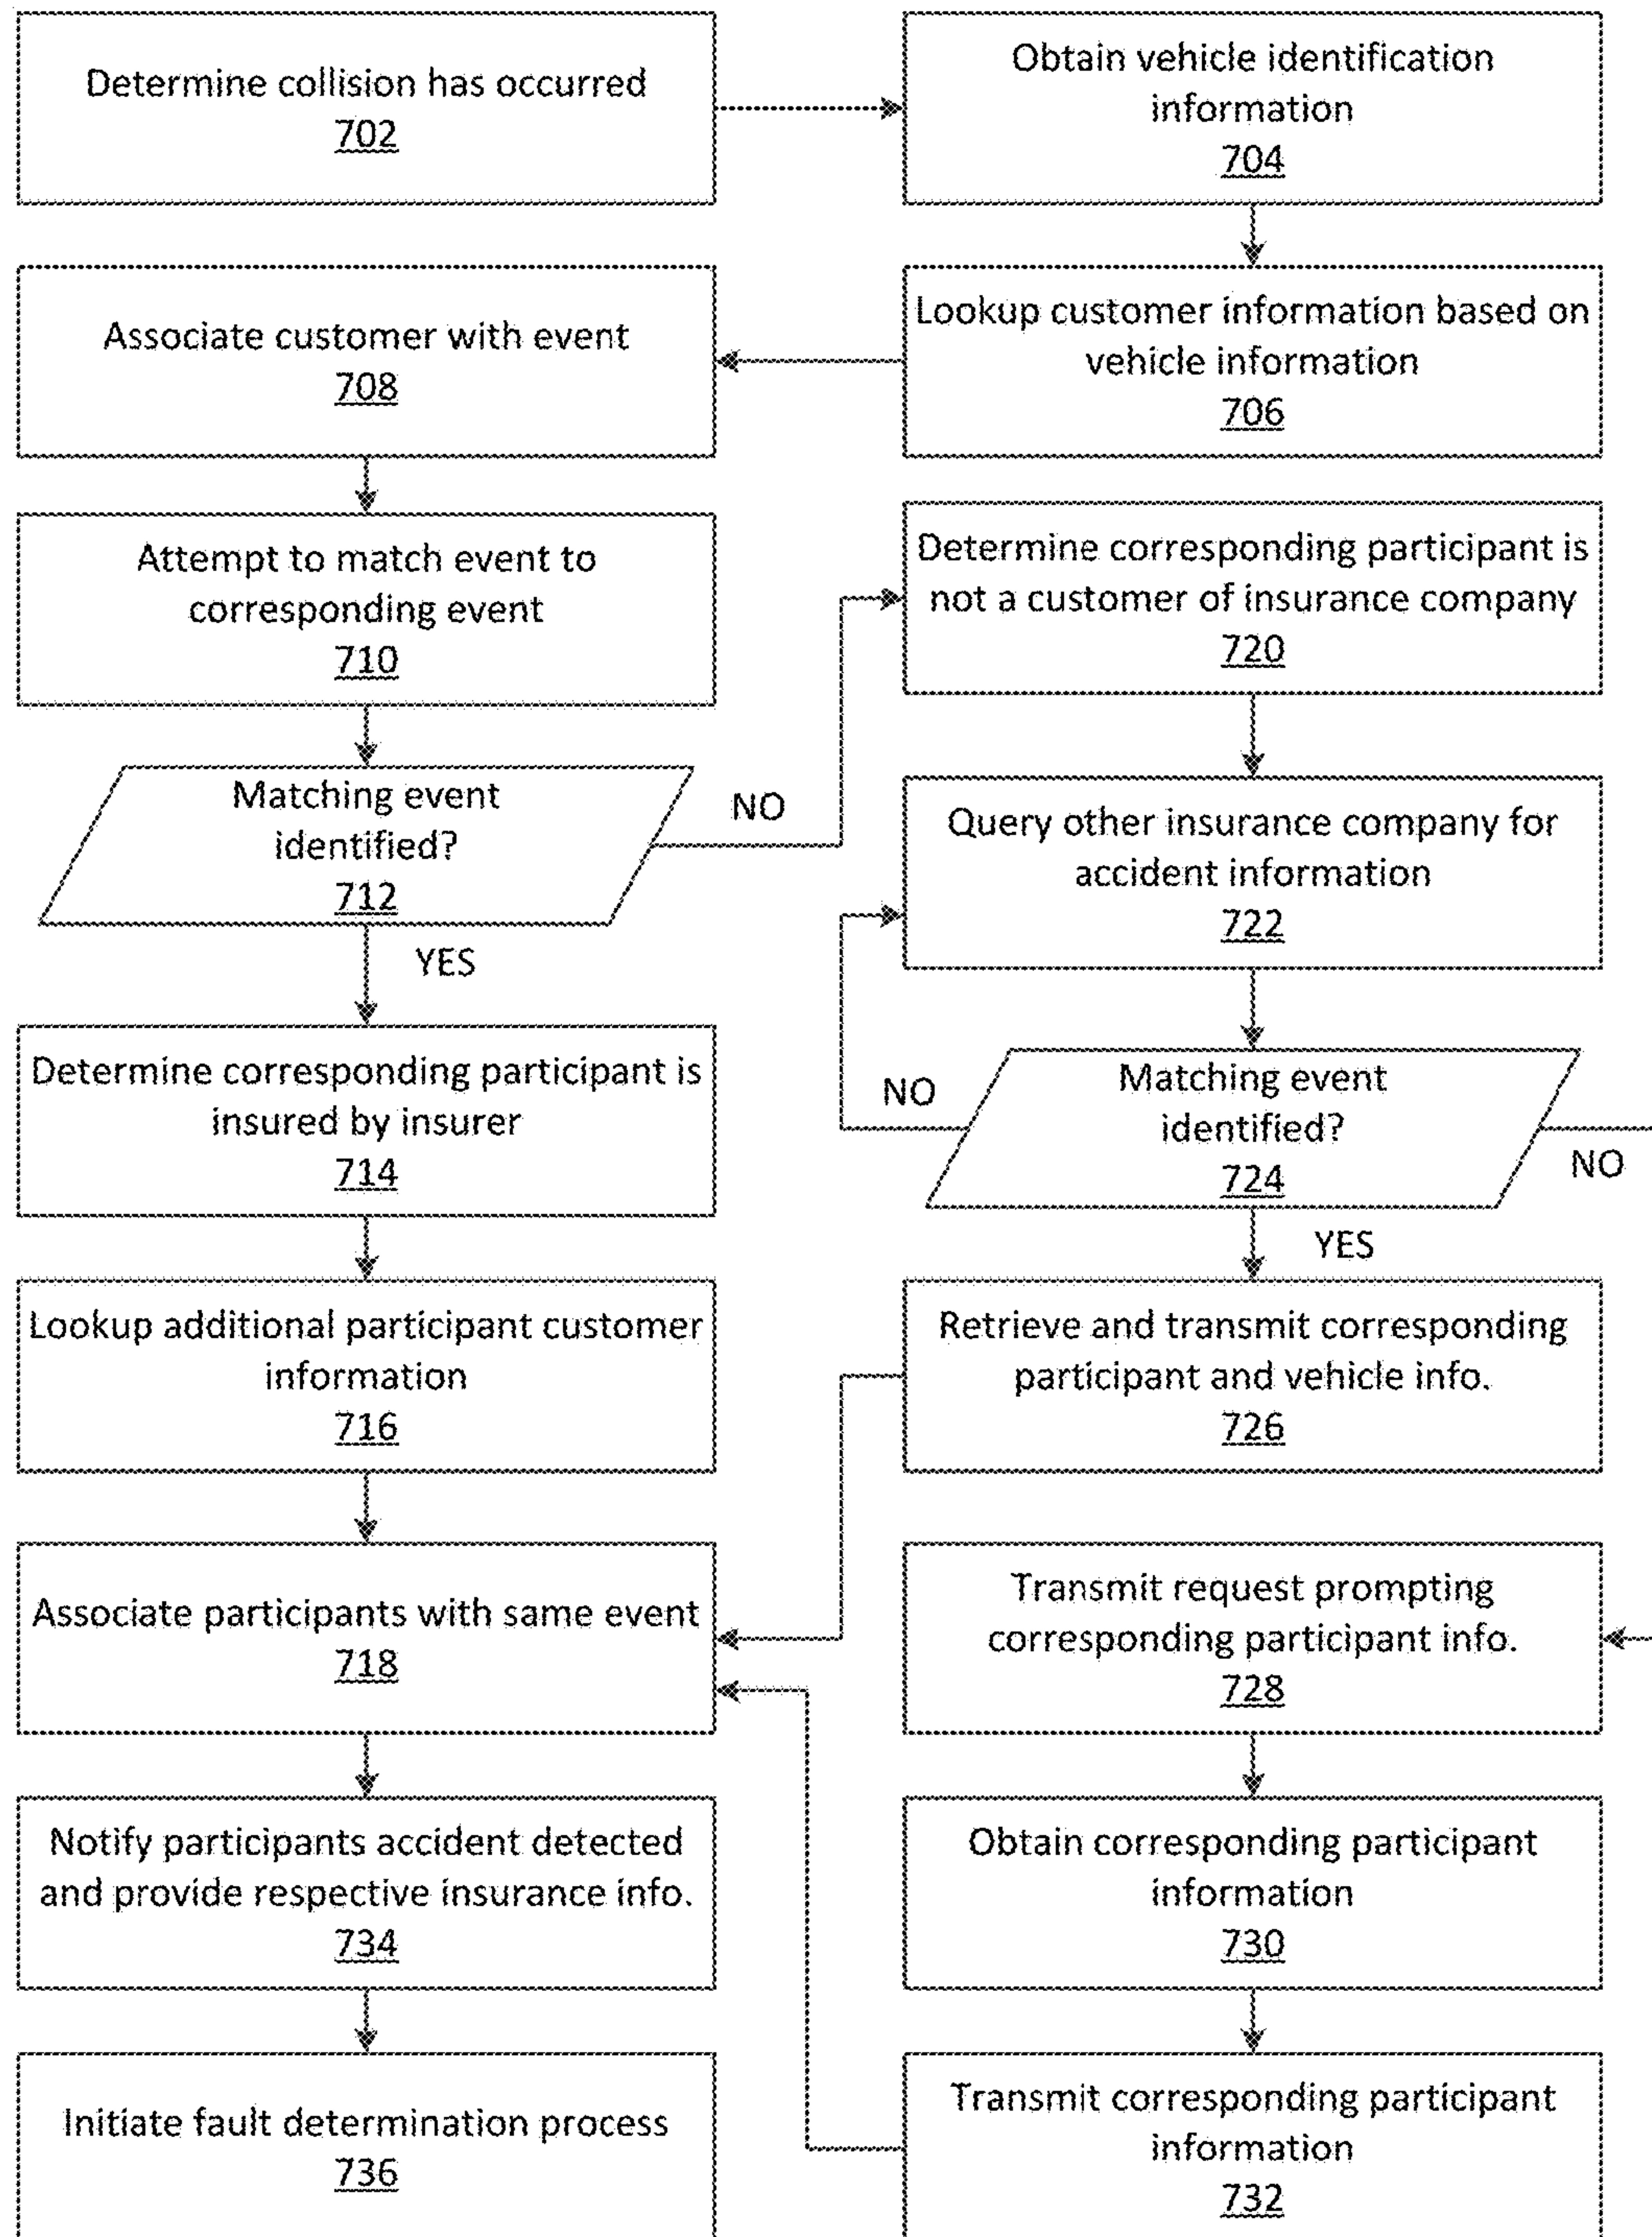 Determine collision has occurred
702
Obtain vehicle identification
information
704
Lookup customer information based on
vehicle information
706
Associate customer with event
708
Attempt to match event to
corresponding event
710
Matching event
identified?
712
NO
YES
Determine corresponding participant is
insured by insurer
714
Lookup additional participant customer
information
716
Associate participants with same event
718
Determine corresponding participant is
not a customer of insurance company
720
Query other insurance company for
accident information
722
Matching event
identified?
724
NO
NO
YES
Retrieve and transmit corresponding
participant and vehicle info.
726
Transmit request prompting
corresponding participant info.
728
Obtain corresponding participant
information
730
Transmit corresponding participant
information
732
Notify participants accident detected
and provide respective insurance info.
734
Initiate fault determination process
736